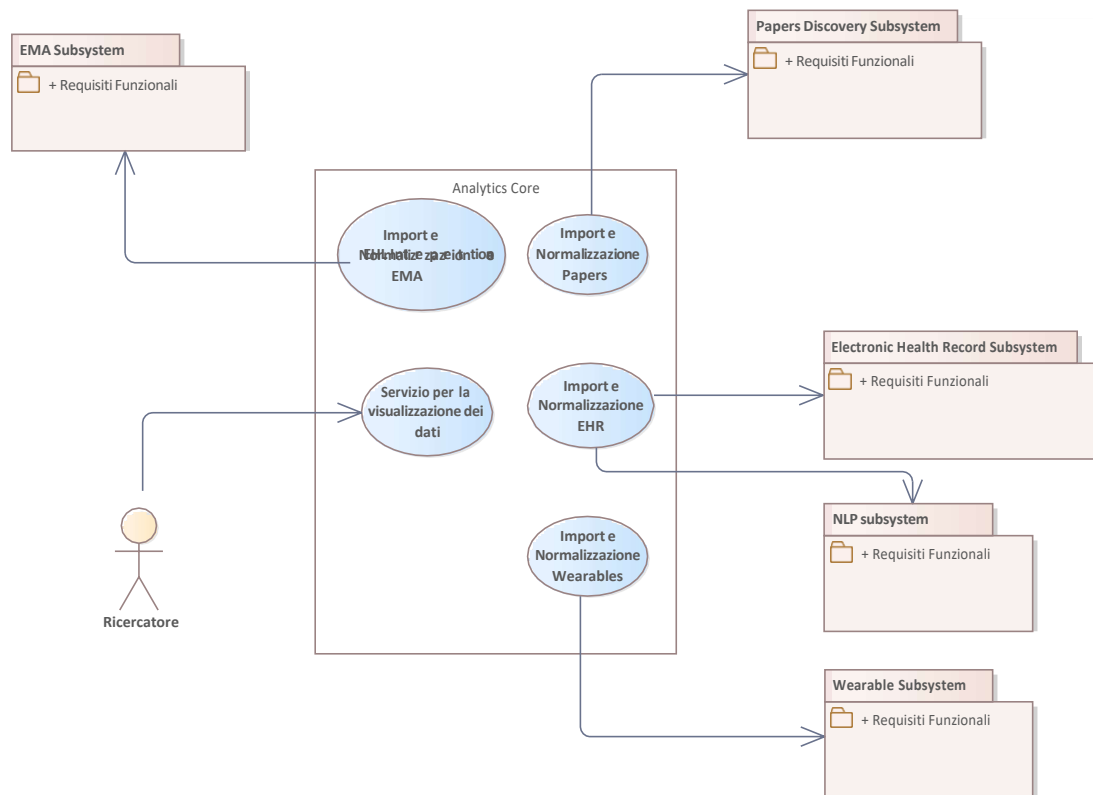 EMA Subsystem
+ Requisiti Funzionali
Papers Discovery Subsystem
+ Requisiti Funzionali
Analytics Core
Import e
EMA
Import e
Normalizzazione
Papers
Servizio per la
visualizzazione dei
dati
Import e
Normalizzazione
EHR
Electronic Health Record Subsystem
+ Requisiti Funzionali
NLP subsystem
+ Requisiti Funzionali
Import e
Normalizzazione
Wearables
Ricercatore
Wearable Subsystem
+ Requisiti Funzionali